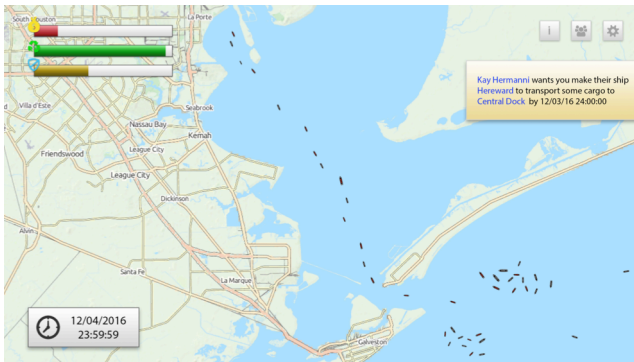 La Porte
South Houston
i
Kay Hermanni wants you make their ship
Hereward to transport some cargo to
Central Dock by 12/03/16 24:00:00
Villa d'Este
Seabrook
Nassau Bay
Kemah
League City
Friendswood
League City
Dickinson
Alvin
Santa Fe
La Marque
12/04/2016
23:59:59
Galveston